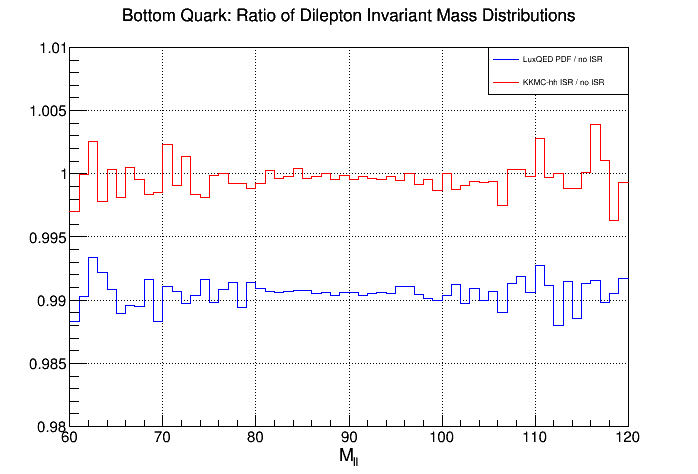 Bottom Quark: Ratio of Dilepton Invariant Mass Distributions
1.01
LuxQED PDF / no ISR
KKMC-hh ISR / no ISR
1.005
1
0.995
0.99
0.985
0.98
60 70 80 90 100 110 120
M_ll